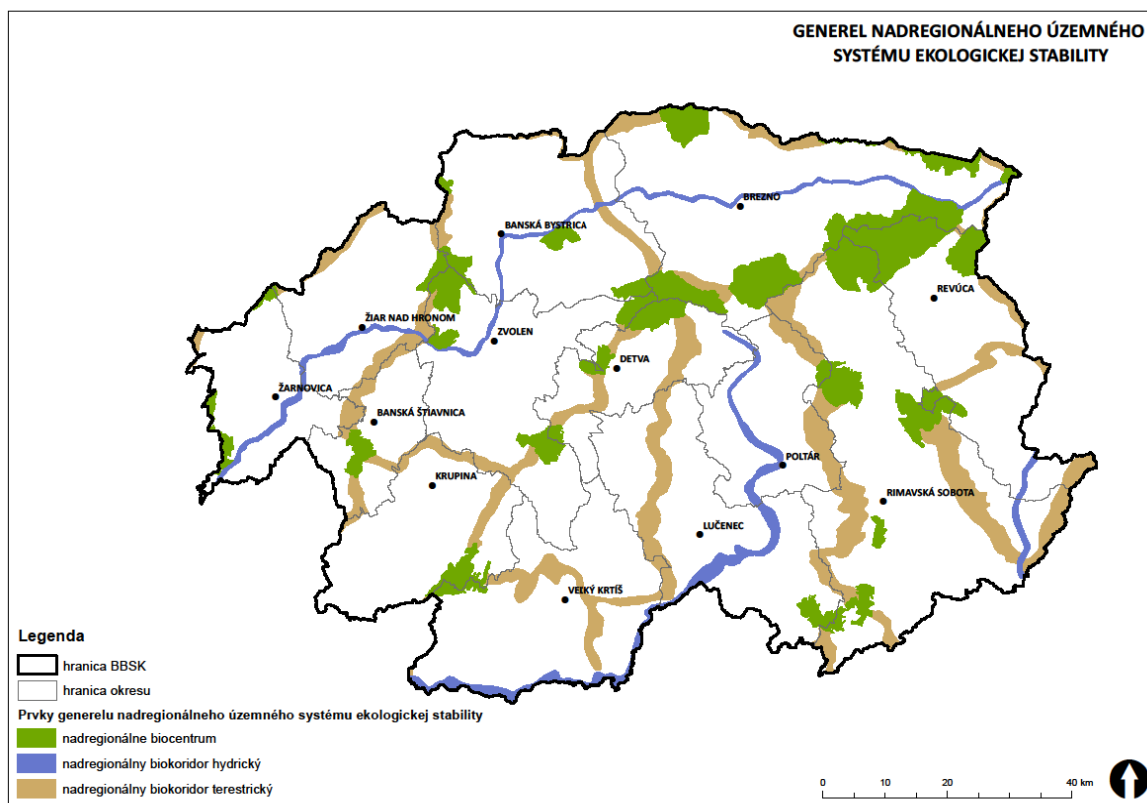 GENEREL NADREGIONÁLNEHO ÚZEMNÉHO
SYSTÉMU EKOLOGICKEJ STABILITY
BREZNO
BANSKÁ BYSTRICA
REVÚCA
ŽIAR NAD HRONOM
ZVOLEN
DETVA
ŽARNOVICA
BANSKÁ ŠTIAVNICA
POLTÁR
KRUPINA
RIMAVSKÁ SOBOTA
LUČENEC
VEĽKÝ KRTÍŠ
Legenda
hranica BBSK
hranica okresu
Prvky generelu nadregionálneho územného systému ekologickej stability
nadregionálne biocentrum
nadregionálny biokoridor hydrický
nadregionálny biokoridor terestrický
0 10 20 40 km